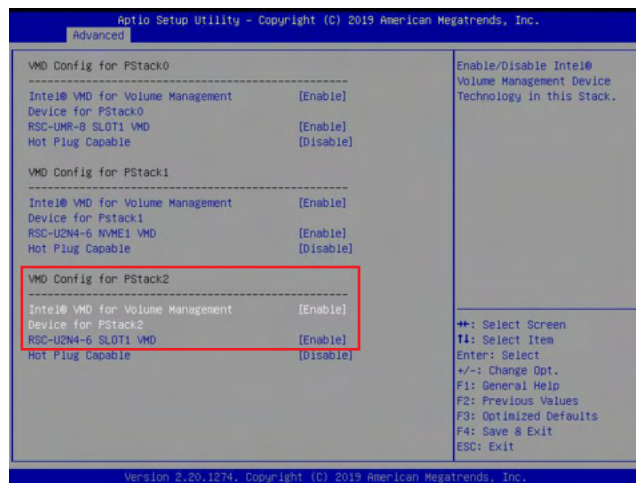 Aptio Setup Utility - Copyright (C) 2019 American Megatrends, Inc.
Advanced
VMD Config for PStack0
------------------------------------------------
Intel® VMD for Volume Management [Enable]
Device for PStack0
RSC-UMR-8 SLOT1 VMD [Enable]
Hot Plug Capable [Disable]
VMD Config for PStack1
------------------------------------------------
Intel® VMD for Volume Management [Enable]
Device for Pstack1
RSC-U2N4-6 NVME1 VMD [Enable]
Hot Plug Capable [Disable]
VMD Config for PStack2
------------------------------------------------
Intel® VMD for Volume Management [Enable]
Device for PStack2
RSC-U2N4-6 SLOT1 VMD [Enable]
Hot Plug Capable [Disable]
Enable/Disable Intel®
Volume Management Device
Technology in this Stack.
→←: Select Screen
↑↓: Select Item
Enter: Select
+/-: Change Opt.
F1: General Help
F2: Previous Values
F3: Optimized Defaults
F4: Save & Exit
ESC: Exit
Version 2.20.1274. Copyright (C) 2019 American Megatrends, Inc.